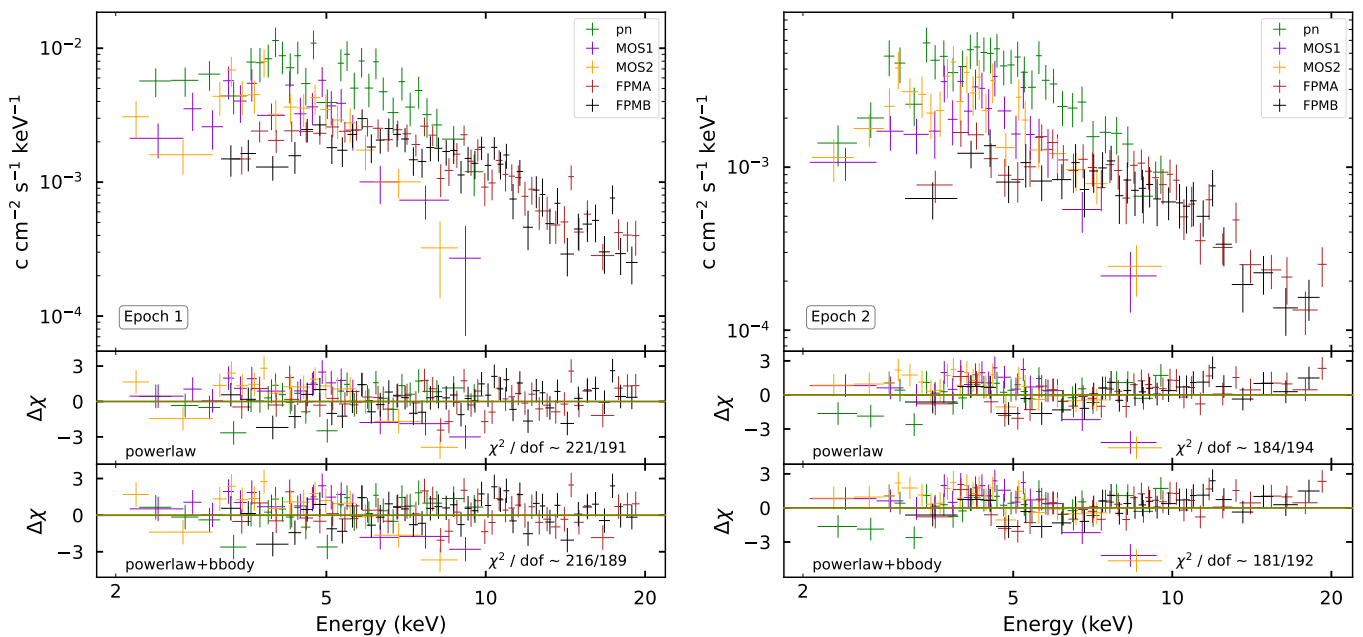 10⁻²
10⁻³
10⁻⁴
c cm⁻² s⁻¹ keV⁻¹
pn
MOS1
MOS2
FPMA
FPMB
Epoch 1
3
0
−3
Δχ
powerlaw
χ² / dof ~ 221/191
3
0
−3
Δχ
powerlaw+bbody
χ² / dof ~ 216/189
2
5
10
20
Energy (keV)
10⁻³
10⁻⁴
c cm⁻² s⁻¹ keV⁻¹
pn
MOS1
MOS2
FPMA
FPMB
Epoch 2
3
0
−3
Δχ
powerlaw
χ² / dof ~ 184/194
3
0
−3
Δχ
powerlaw+bbody
χ² / dof ~ 181/192
2
5
10
20
Energy (keV)